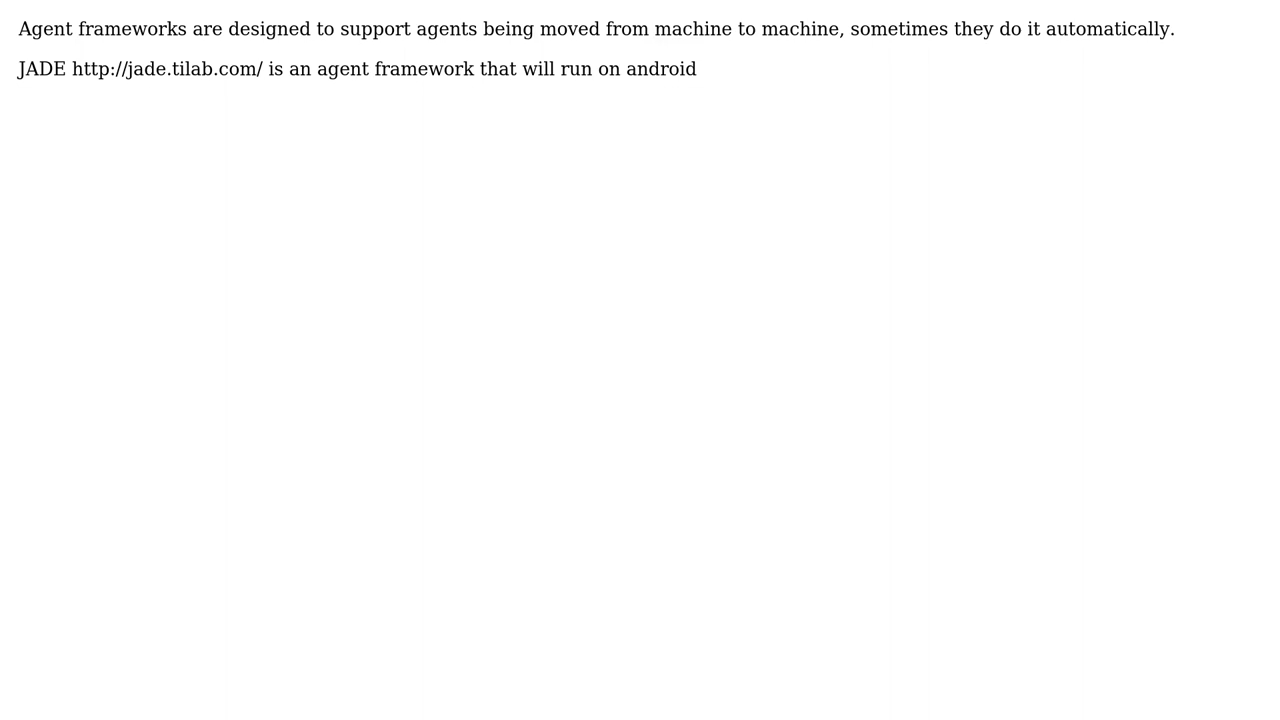 Agent frameworks are designed to support agents being moved from machine to machine, sometimes they do it automatically.
JADE http://jade.tilab.com/ is an agent framework that will run on android